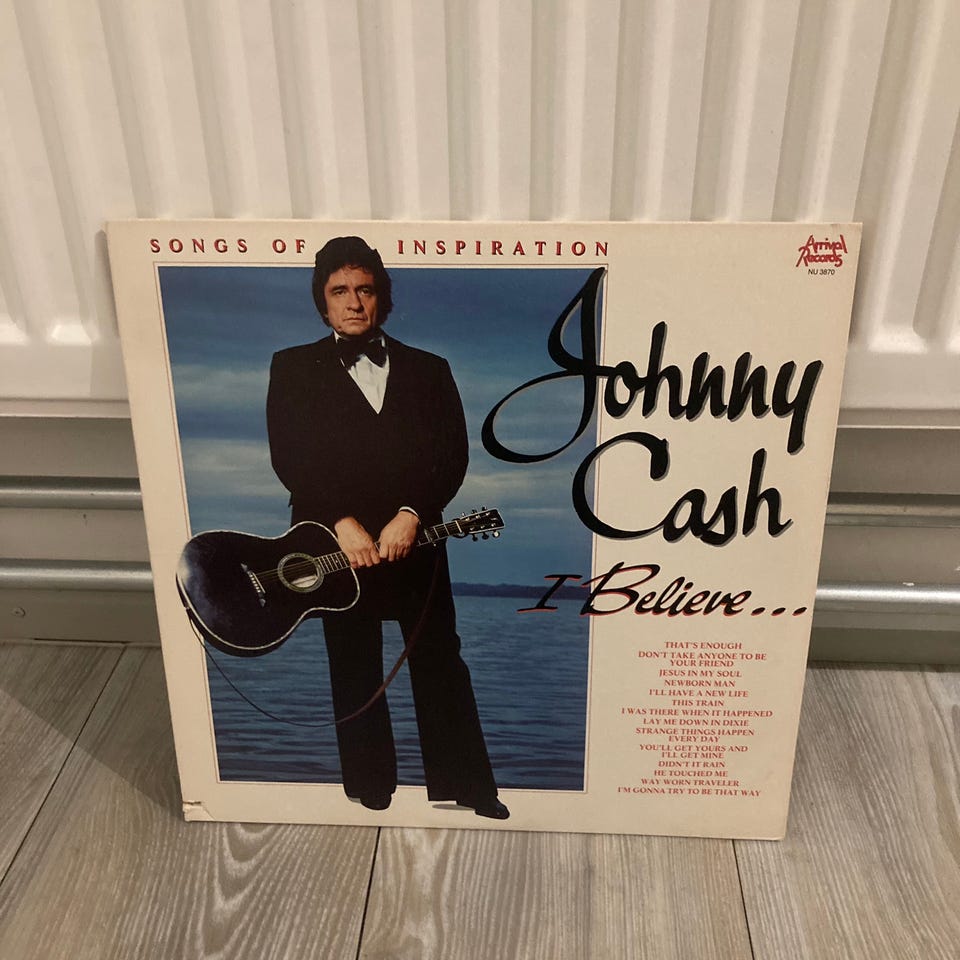 SONGS OF INSPIRATION
Arrival
Records
NU 3870
Johnny
Cash
I Believe...
THAT'S ENOUGH
DON'T TAKE ANYONE TO BE
YOUR FRIEND
JESUS IN MY SOUL
NEWBORN MAN
I'LL HAVE A NEW LIFE
THIS TRAIN
I WAS THERE WHEN IT HAPPENED
LAY ME DOWN IN DIXIE
STRANGE THINGS HAPPEN
EVERY DAY
YOU'LL GET YOURS AND
I'LL GET MINE
DIDN'T IT RAIN
HE TOUCHED ME
WAY WORN TRAVELER
I'M GONNA TRY TO BE THAT WAY